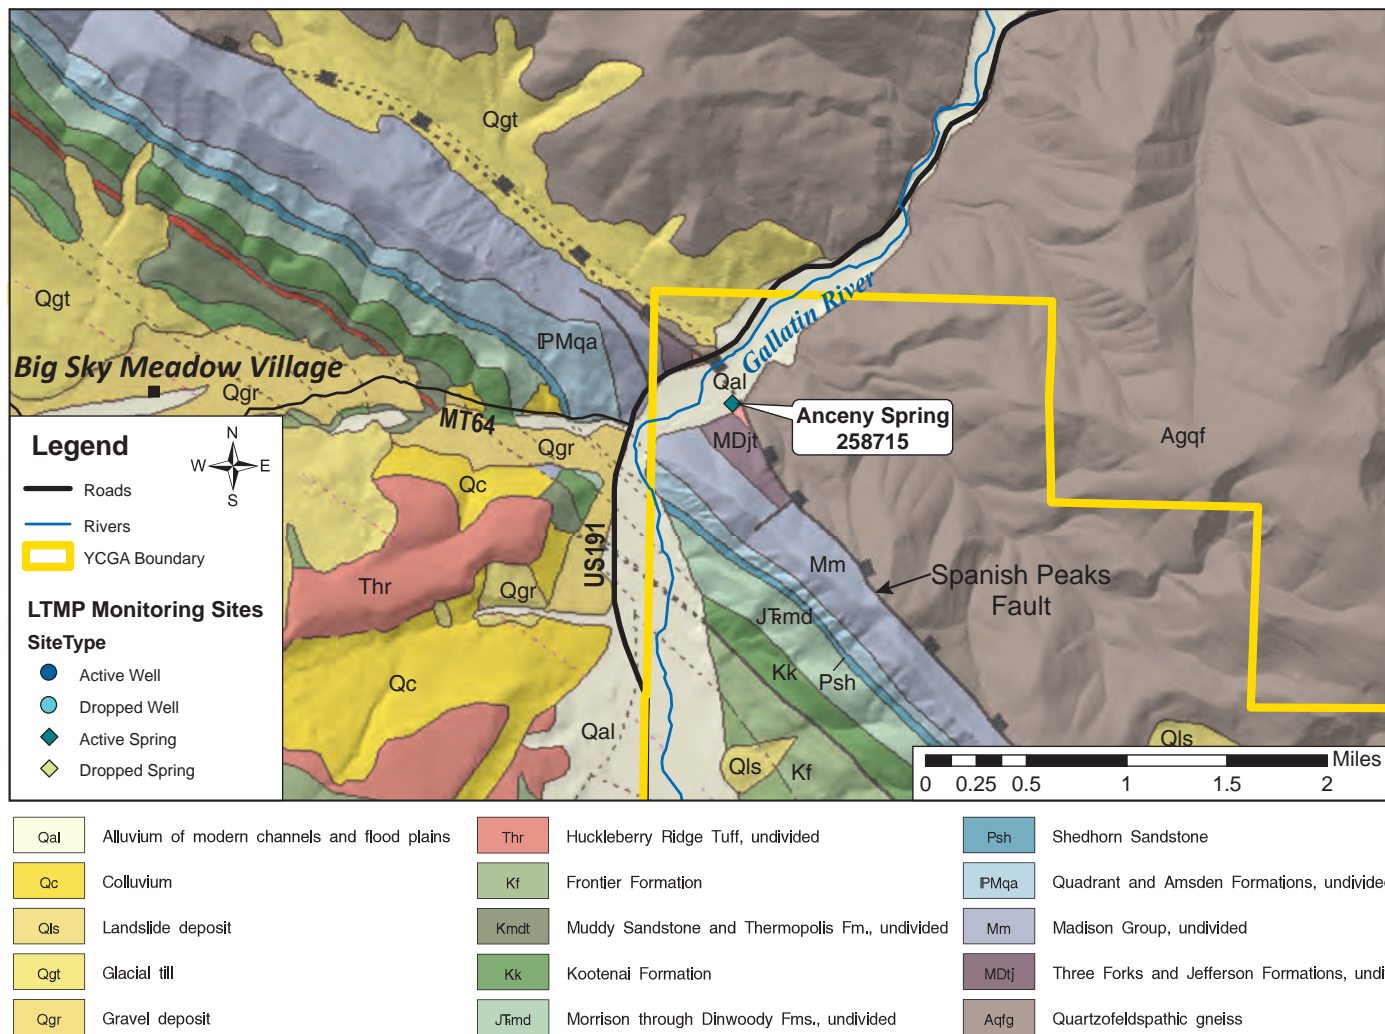 Qgt
Gallatin River
Qgt
ꟼMqa
Big Sky Meadow Village
Qgr
Qal
MT64
Anceny Spring
258715
MDjt
Agqf
Qgr
Qc
Legend
N
W
E
S
Roads
Rivers
YCGA Boundary
US191
Thr
Qgr
Mm
Spanish Peaks
Fault
LTMP Monitoring Sites
SiteType
Active Well
Dropped Well
Active Spring
Dropped Spring
JTRmd
Kk
Psh
Qc
Qal
Qls
Kf
Qls
Miles
0 0.25 0.5 1 1.5 2
Qal Alluvium of modern channels and flood plains
Qc Colluvium
Qls Landslide deposit
Qgt Glacial till
Qgr Gravel deposit
Thr Huckleberry Ridge Tuff, undivided
Kf Frontier Formation
Kmdt Muddy Sandstone and Thermopolis Fm., undivided
Kk Kootenai Formation
JTRmd Morrison through Dinwoody Fms., undivided
Psh Shedhorn Sandstone
ꟼMqa Quadrant and Amsden Formations, undivide
Mm Madison Group, undivided
MDtj Three Forks and Jefferson Formations, undi
Aqfg Quartzofeldspathic gneiss